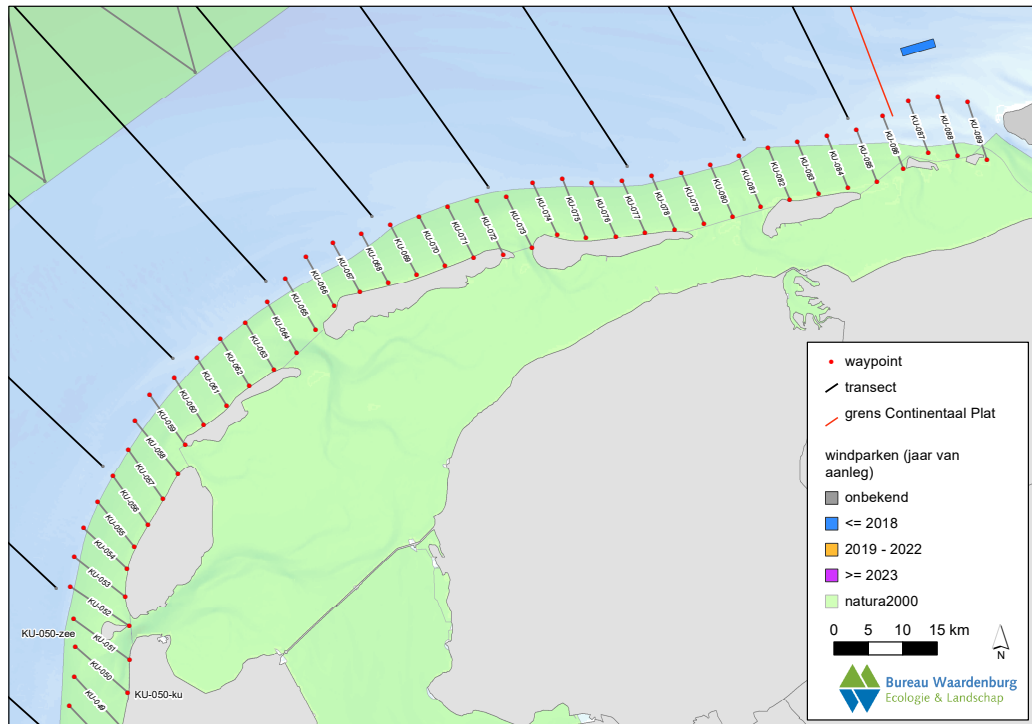 KU-089
KU-088
KU-087
KU-086
KU-085
KU-084
KU-083
KU-082
KU-081
KU-080
KU-079
KU-078
KU-077
KU-076
KU-075
KU-074
KU-073
KU-072
KU-071
KU-070
KU-069
KU-068
KU-067
KU-066
KU-065
KU-064
KU-063
KU-062
KU-061
KU-060
KU-059
KU-058
KU-057
KU-056
KU-055
KU-054
KU-053
KU-052
KU-050-zee
KU-051
KU-050
KU-050-ku
KU-049
waypoint
transect
grens Continentaal Plat
windparken (jaar van
aanleg)
onbekend
<= 2018
2019 - 2022
>= 2023
natura2000
0 5 10 15 km
N
Bureau Waardenburg
Ecologie & Landschap